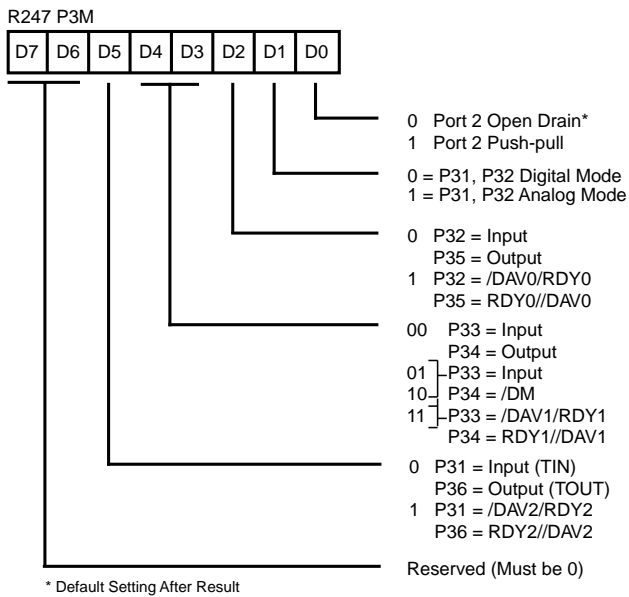 R247 P3M
D7 D6 D5 D4 D3 D2 D1 D0
0 Port 2 Open Drain*
1 Port 2 Push-pull
0 = P31, P32 Digital Mode
1 = P31, P32 Analog Mode
0 P32 = Input
P35 = Output
1 P32 = /DAV0/RDY0
P35 = RDY0//DAV0
00 P33 = Input
P34 = Output
01 P33 = Input
10 P34 = /DM
11 P33 = /DAV1/RDY1
P34 = RDY1//DAV1
0 P31 = Input (TIN)
P36 = Output (TOUT)
1 P31 = /DAV2/RDY2
P36 = RDY2//DAV2
Reserved (Must be 0)
* Default Setting After Result